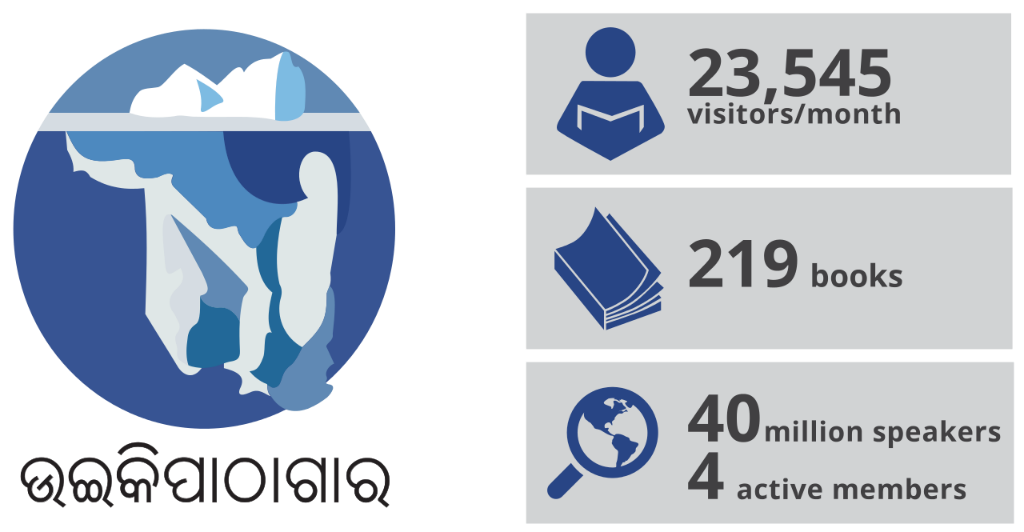 ଉଇକିପାଠାଗାର
23,545
visitors/month
219 books
40 million speakers
4 active members